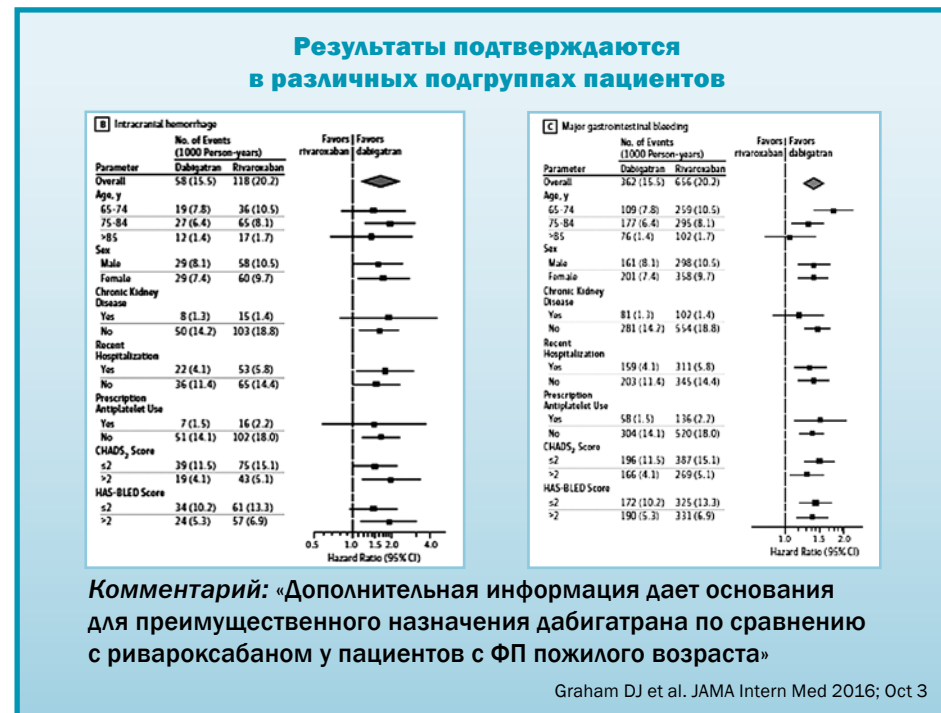 Результаты подтверждаются
в различных подгруппах пациентов
B Intracranial hemorrhage
No. of Events
(1000 Person-years)
Favors Favors
rivaroxaban dabigatran
Parameter Dabigatran Rivaroxaban
Overall 58 (15.5) 118 (20.2)
Age, y
65-74 19 (7.8) 36 (10.5)
75-84 27 (6.4) 65 (8.1)
>85 12 (1.4) 17 (1.7)
Sex
Male 29 (8.1) 58 (10.5)
Female 29 (7.4) 60 (9.7)
Chronic Kidney
Disease
Yes 8 (1.3) 15 (1.4)
No 50 (14.2) 103 (18.8)
Recent
Hospitalization
Yes 22 (4.1) 53 (5.8)
No 36 (11.4) 65 (14.4)
Prescription
Antiplatelet Use
Yes 7 (1.5) 16 (2.2)
No 51 (14.1) 102 (18.0)
CHADS₂ Score
≤2 39 (11.5) 75 (15.1)
>2 19 (4.1) 43 (5.1)
HAS-BLED Score
≤2 34 (10.2) 61 (13.3)
>2 24 (5.3) 57 (6.9)
0.5 1.0 1.5 2.0 4.0
Hazard Ratio (95% CI)
C Major gastrointestinal bleeding
No. of Events
(1000 Person-years)
Favors Favors
rivaroxaban dabigatran
Parameter Dabigatran Rivaroxaban
Overall 362 (15.5) 656 (20.2)
Age, y
65-74 109 (7.8) 259 (10.5)
75-84 177 (6.4) 295 (8.1)
>85 76 (1.4) 102 (1.7)
Sex
Male 161 (8.1) 298 (10.5)
Female 201 (7.4) 358 (9.7)
Chronic Kidney
Disease
Yes 81 (1.3) 102 (1.4)
No 281 (14.2) 554 (18.8)
Recent
Hospitalization
Yes 159 (4.1) 311 (5.8)
No 203 (11.4) 345 (14.4)
Prescription
Antiplatelet Use
Yes 58 (1.5) 136 (2.2)
No 304 (14.1) 520 (18.0)
CHADS₂ Score
≤2 196 (11.5) 387 (15.1)
>2 166 (4.1) 269 (5.1)
HAS-BLED Score
≤2 172 (10.2) 325 (13.3)
>2 190 (5.3) 331 (6.9)
1.0 1.5 2.0
Hazard Ratio (95% CI)
Комментарий: «Дополнительная информация дает основания
для преимущественного назначения дабигатрана по сравнению
с ривароксабаном у пациентов с ФП пожилого возраста»
Graham DJ et al. JAMA Intern Med 2016; Oct 3